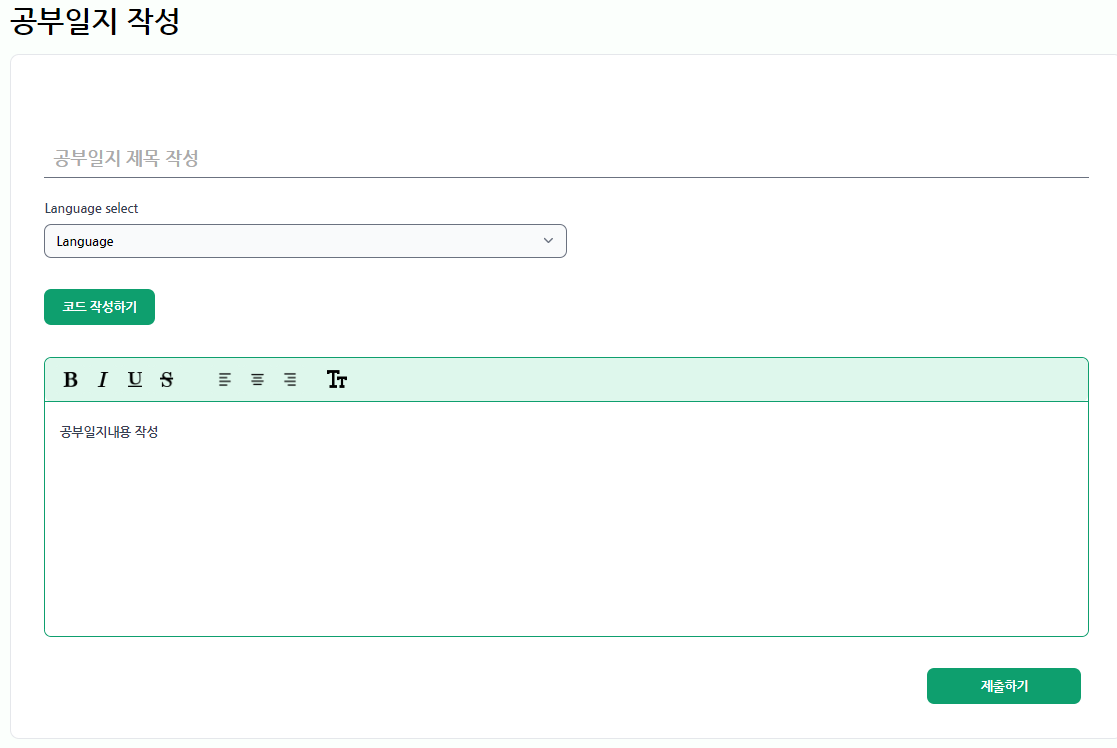 공부일지 작성
공부일지 제목 작성
Language select
Language
코드 작성하기
B I U S Tт
공부일지내용 작성
제출하기